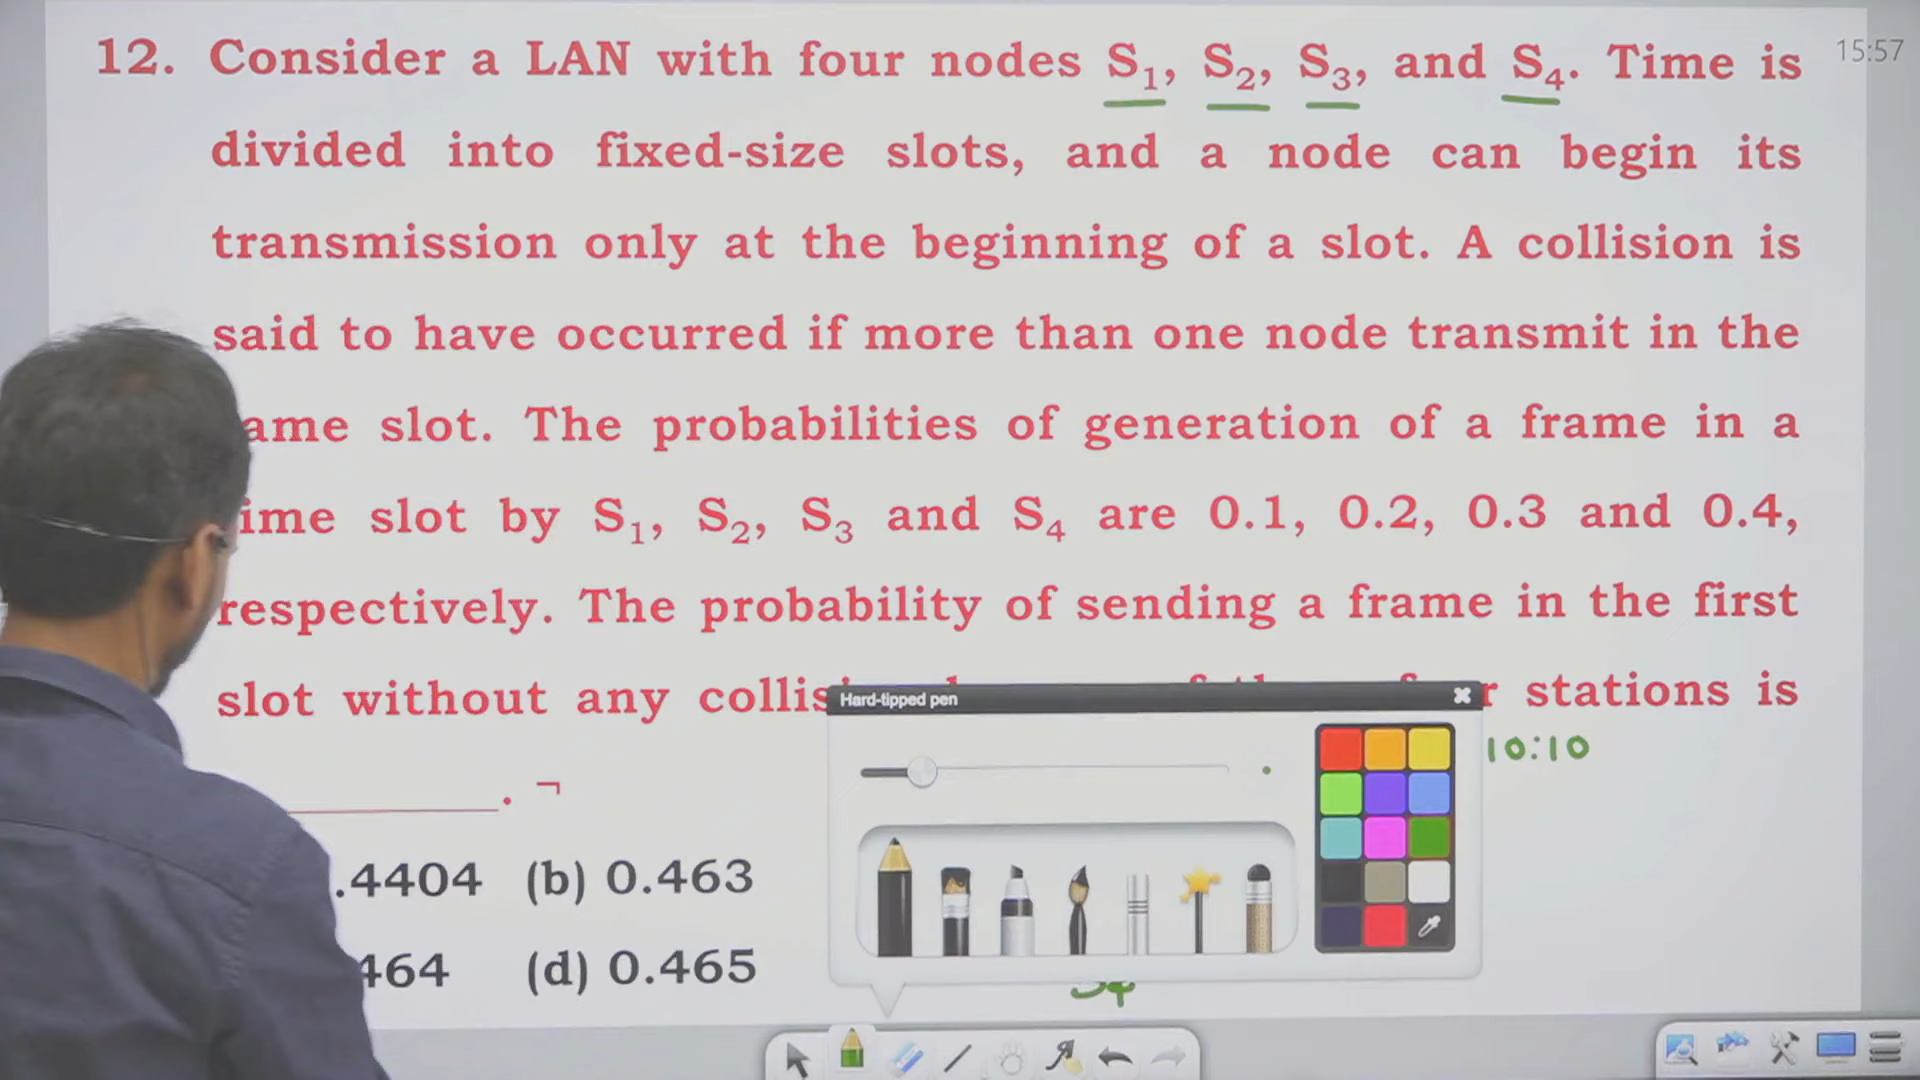 12. Consider a LAN with four nodes S₁, S₂, S₃, and S₄. Time is
15:57
divided into fixed-size slots, and a node can begin its
transmission only at the beginning of a slot. A collision is
said to have occurred if more than one node transmit in the
ame slot. The probabilities of generation of a frame in a
ime slot by S₁, S₂, S₃ and S₄ are 0.1, 0.2, 0.3 and 0.4,
respectively. The probability of sending a frame in the first
slot without any collis r stations is
Hard-tipped pen
10:10
.
.4404 (b) 0.463
464 (d) 0.465